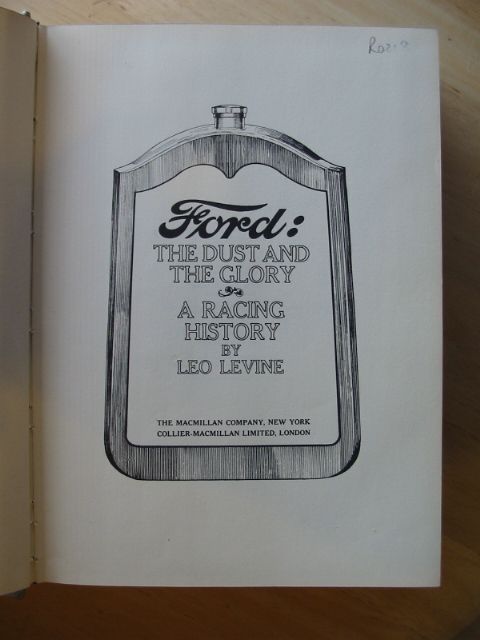 Ford:
THE DUST AND
THE GLORY
A RACING
HISTORY
BY
LEO LEVINE
THE MACMILLAN COMPANY, NEW YORK
COLLIER-MACMILLAN LIMITED, LONDON